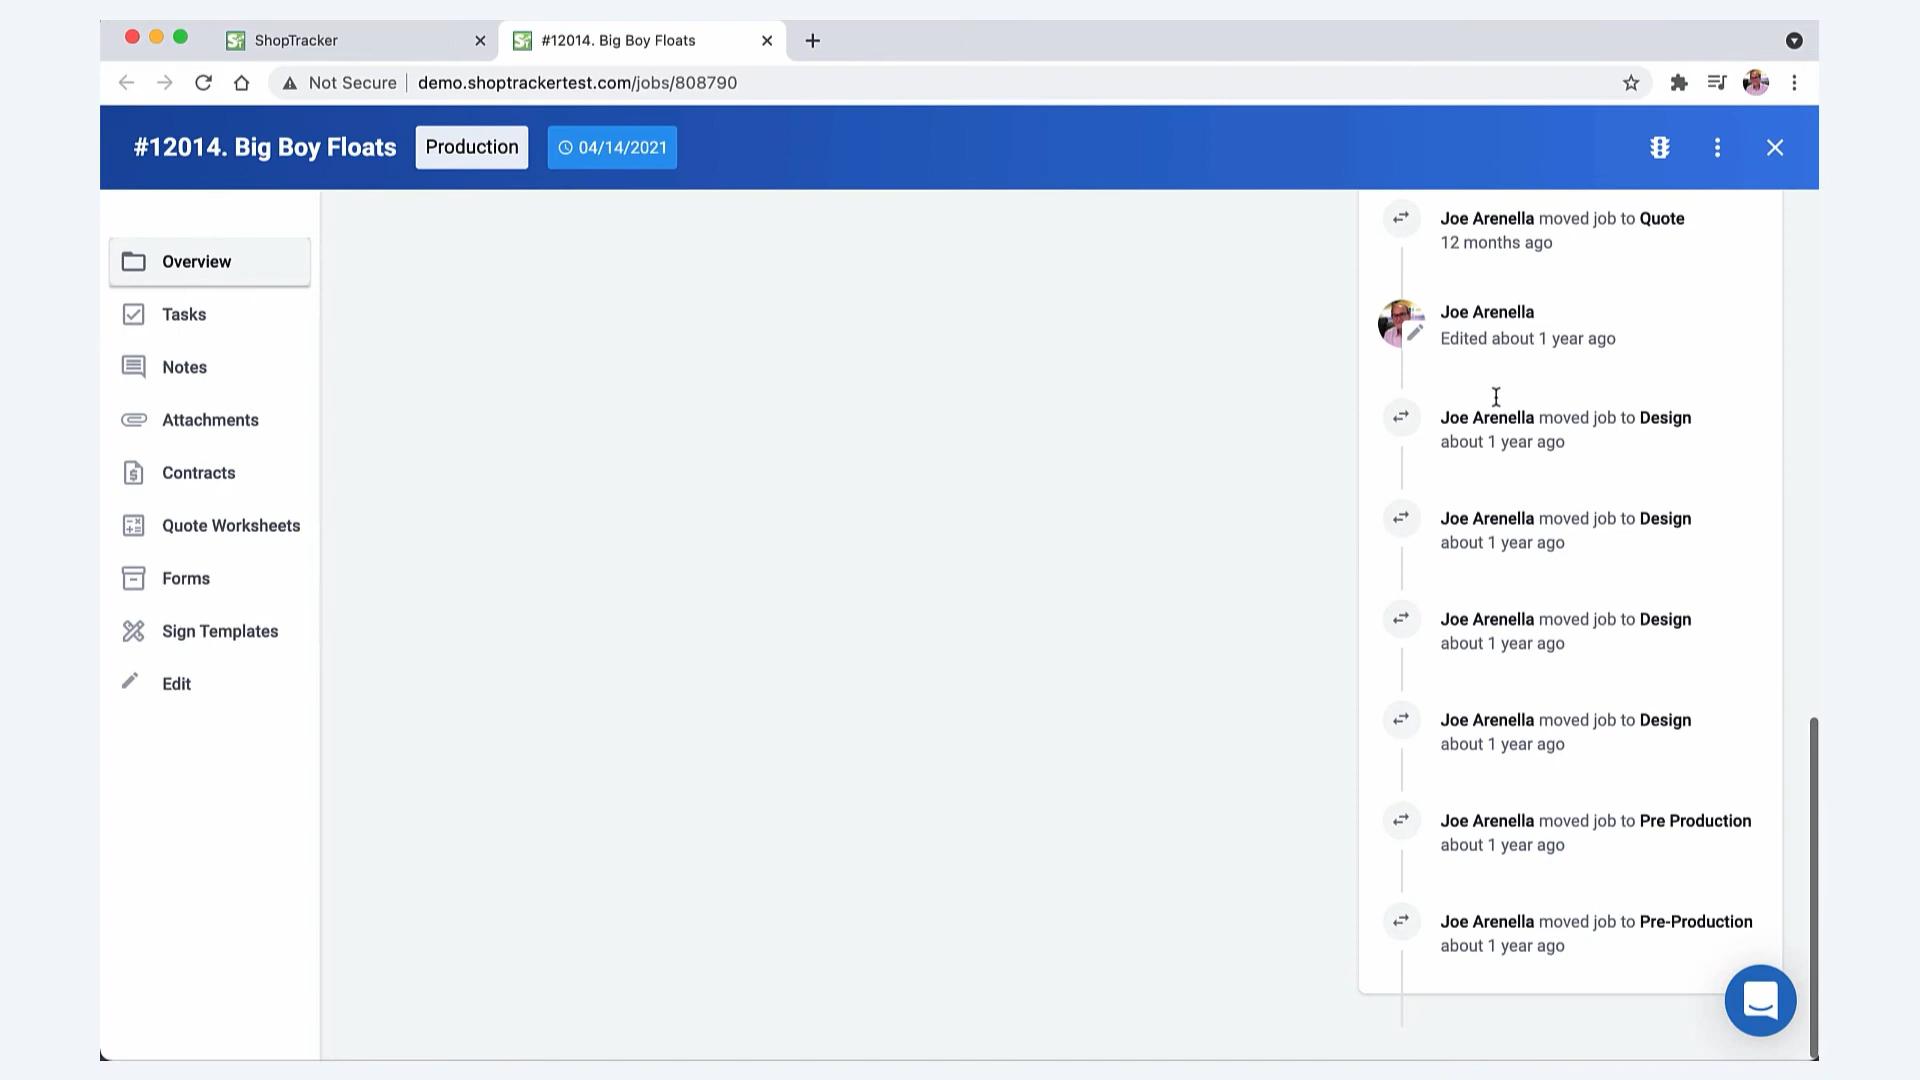 ShopTracker
#12014. Big Boy Floats
Not Secure
demo.shoptrackertest.com/jobs/808790
#12014. Big Boy Floats
Production
04/14/2021
Overview
Tasks
Notes
Attachments
Contracts
Quote Worksheets
Forms
Sign Templates
Edit
Joe Arenella moved job to Quote
12 months ago
Joe Arenella
Edited about 1 year ago
Joe Arenella moved job to Design
about 1 year ago
Joe Arenella moved job to Design
about 1 year ago
Joe Arenella moved job to Design
about 1 year ago
Joe Arenella moved job to Design
about 1 year ago
Joe Arenella moved job to Pre Production
about 1 year ago
Joe Arenella moved job to Pre-Production
about 1 year ago